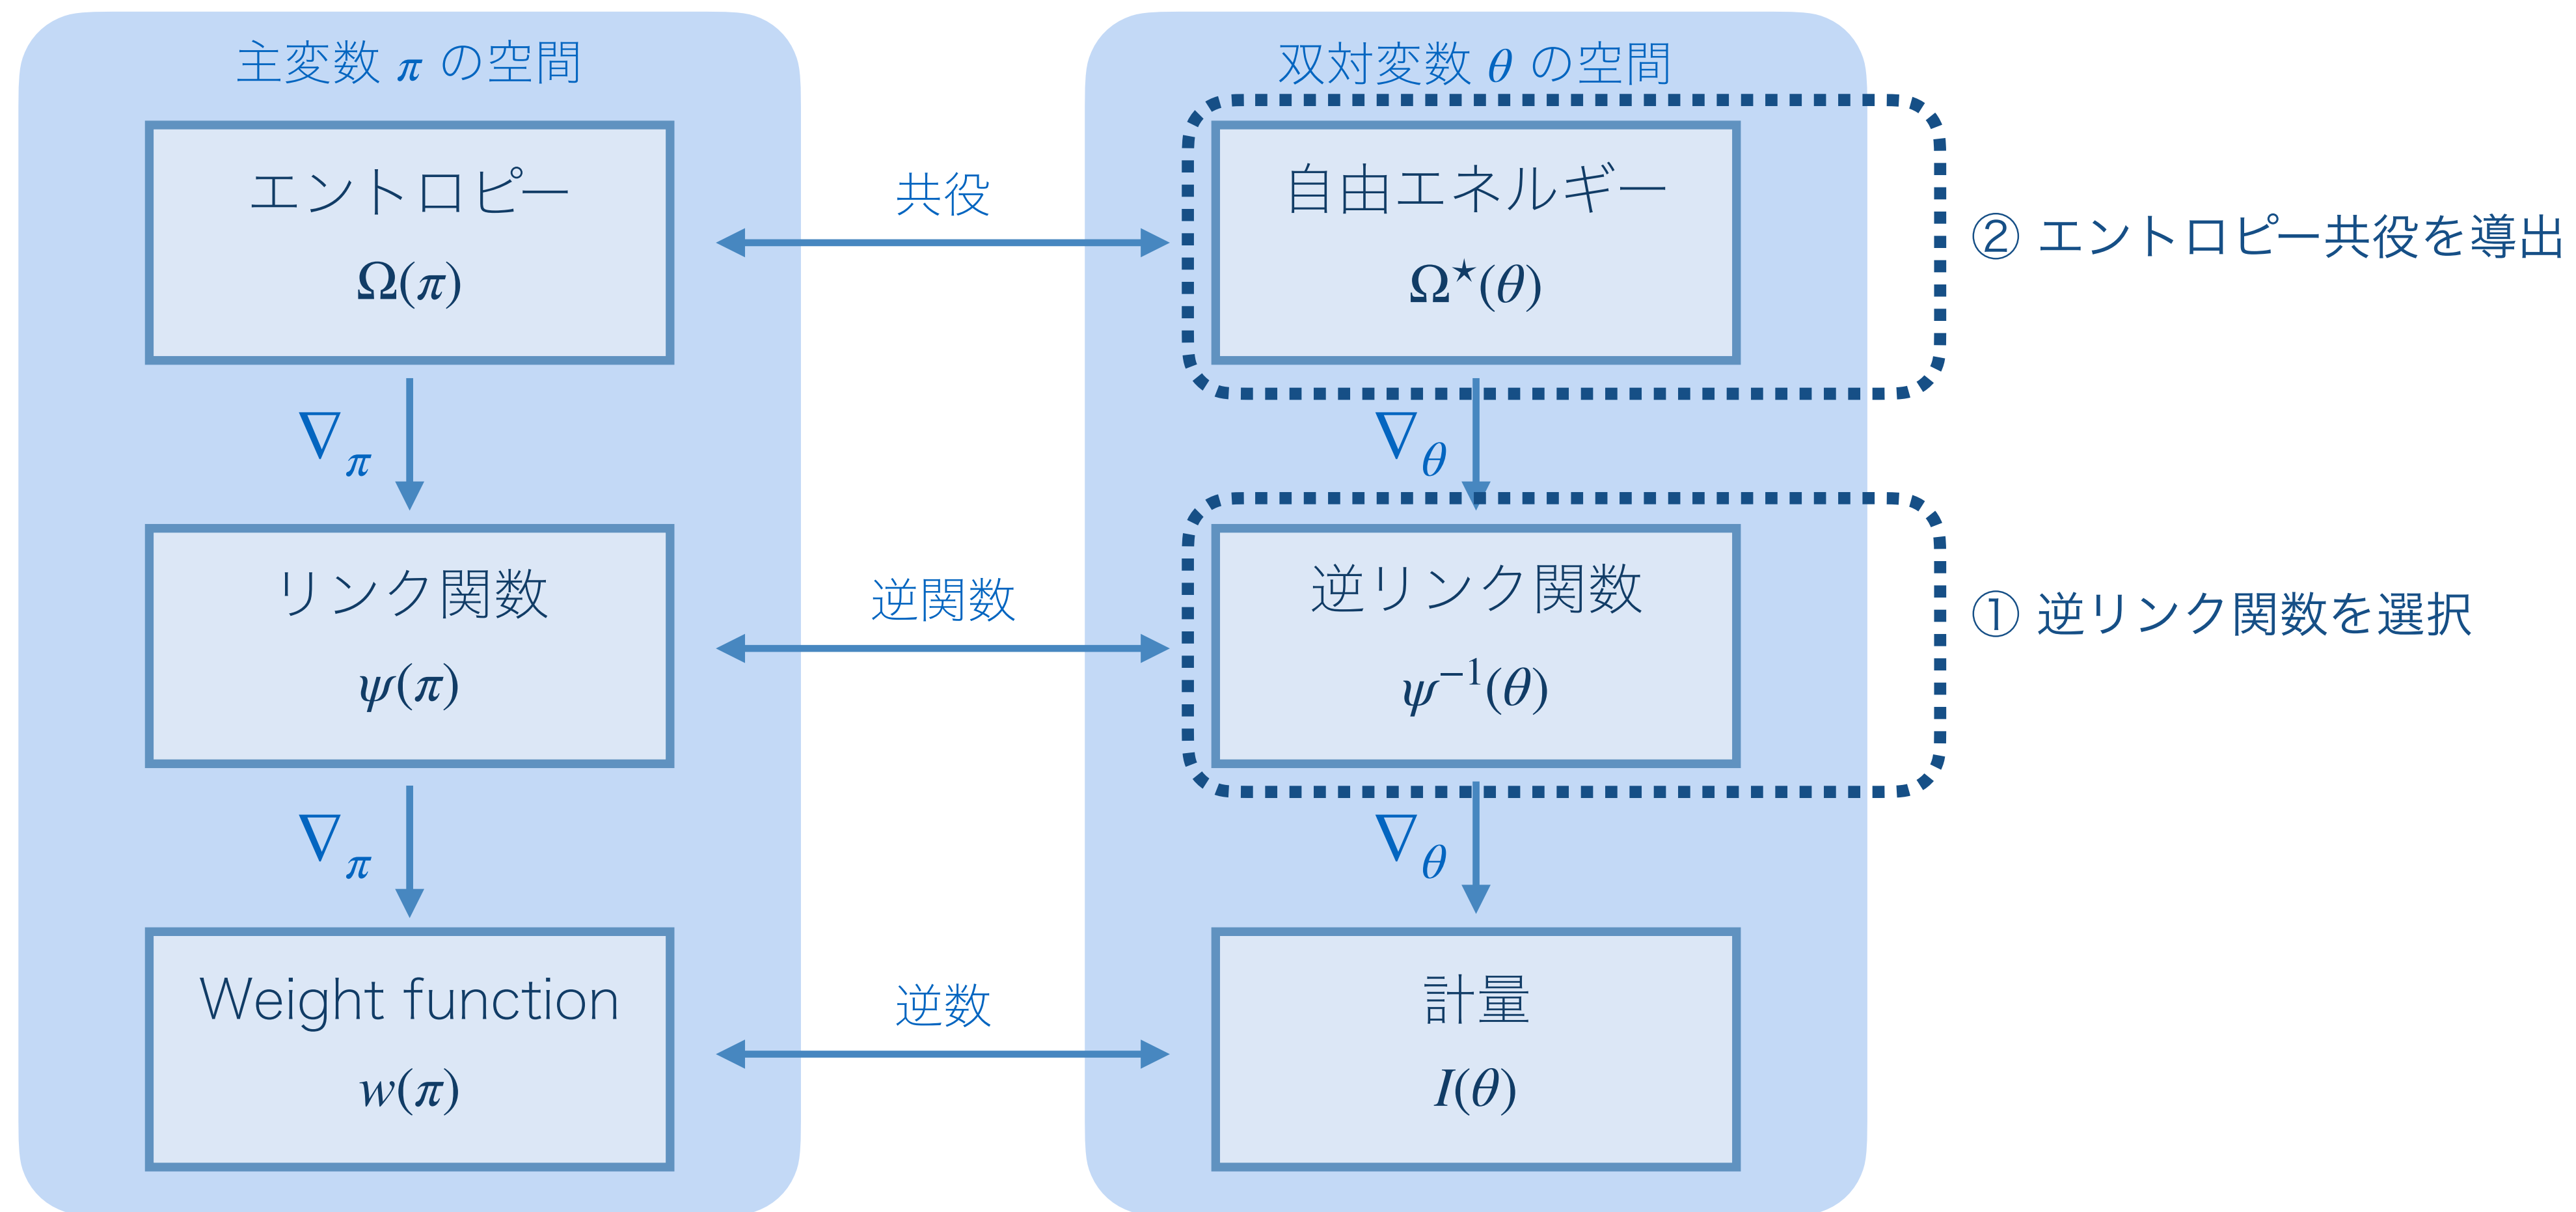 主変数 π の空間
双対変数 θ の空間
エントロピー
Ω(π)
共役
自由エネルギー
Ω⋆(θ)
② エントロピー共役を導出
∇π
∇θ
リンク関数
ψ(π)
逆関数
逆リンク関数
ψ−1(θ)
① 逆リンク関数を選択
∇π
∇θ
Weight function
w(π)
逆数
計量
I(θ)